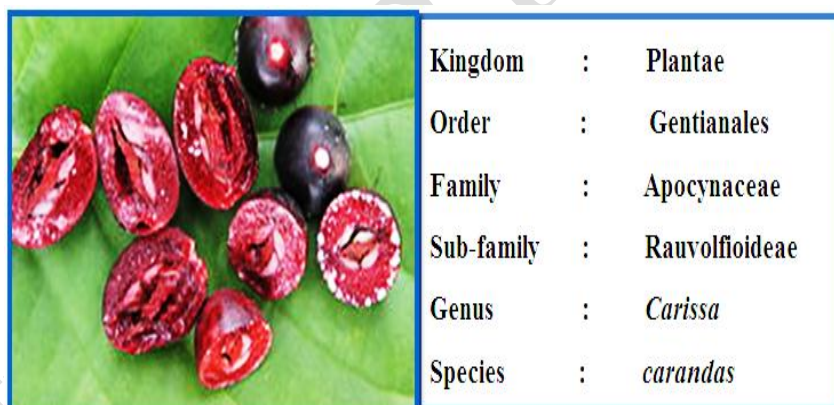 Kingdom : Plantae
Order : Gentianales
Family : Apocynaceae
Sub-family : Rauvolfioideae
Genus : Carissa
Species : carandas